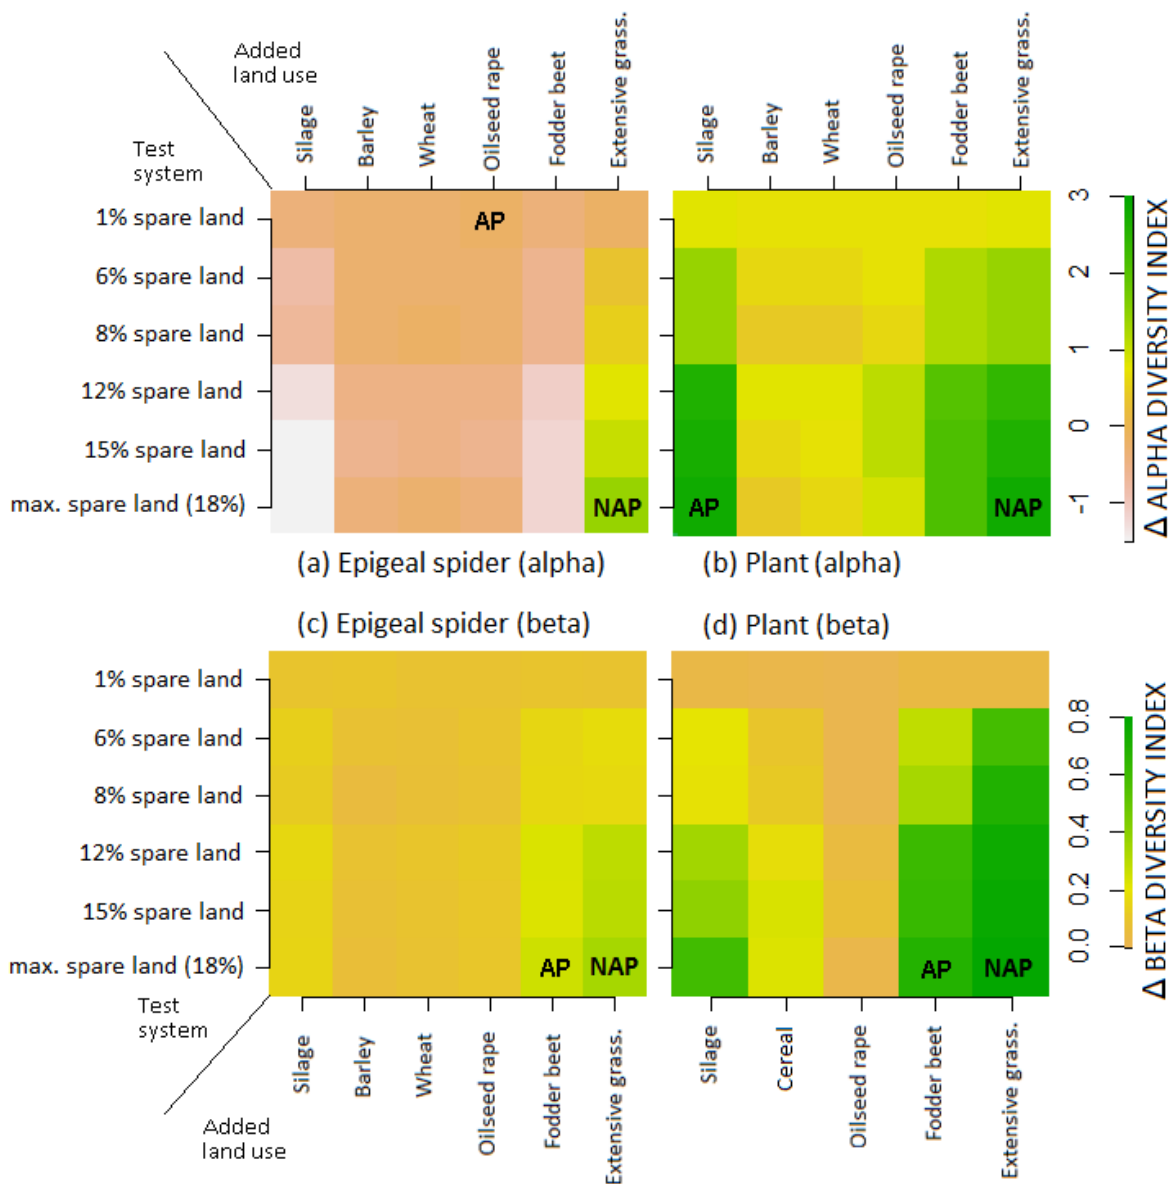 Added
land use
Test
system
Silage
Barley
Wheat
Oilseed rape
Fodder beet
Extensive grass.
Silage
Barley
Wheat
Oilseed rape
Fodder beet
Extensive grass.
1% spare land
6% spare land
8% spare land
12% spare land
15% spare land
max. spare land (18%)
AP
NAP
AP
NAP
3
2
1
0
-1
Δ ALPHA DIVERSITY INDEX
(a) Epigeal spider (alpha)
(b) Plant (alpha)
(c) Epigeal spider (beta)
(d) Plant (beta)
1% spare land
6% spare land
8% spare land
12% spare land
15% spare land
max. spare land (18%)
AP
NAP
AP
NAP
0.8
0.6
0.4
0.2
0.0
Δ BETA DIVERSITY INDEX
Test
system
Added
land use
Silage
Barley
Wheat
Oilseed rape
Fodder beet
Extensive grass.
Silage
Cereal
Oilseed rape
Fodder beet
Extensive grass.